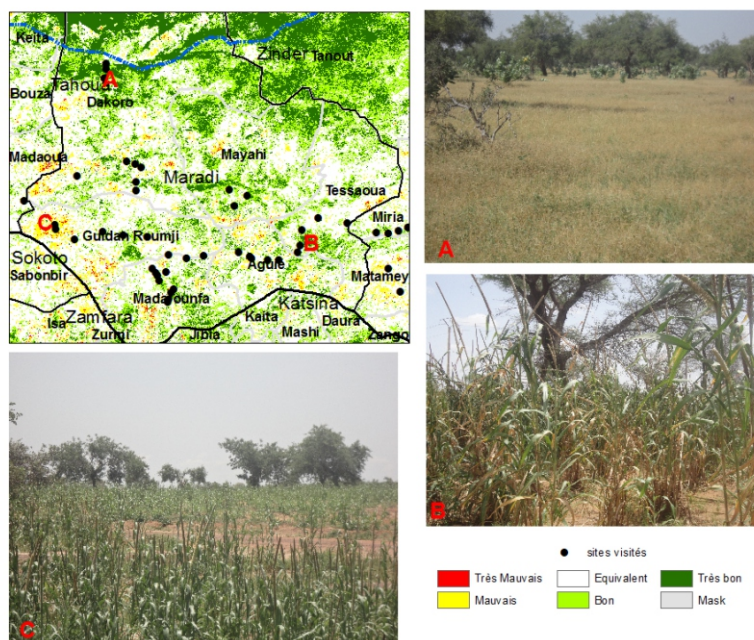 Keita
Zinder
Tanout
A
Tahoua
Bouza
Dakoro
Madaoua
Mayahi
Maradi
Tessaoua
C
Miria
Guidan Roumji
B
Sokoto
Aguie
Sabonbir
Matamey
Madarounfa
Katsina
Isa
Zamfara
Kaita
Daura
Zurmi
Jibia
Mashi
Zango
A
B
C
sites visités
Très Mauvais
Equivalent
Très bon
Mauvais
Bon
Mask